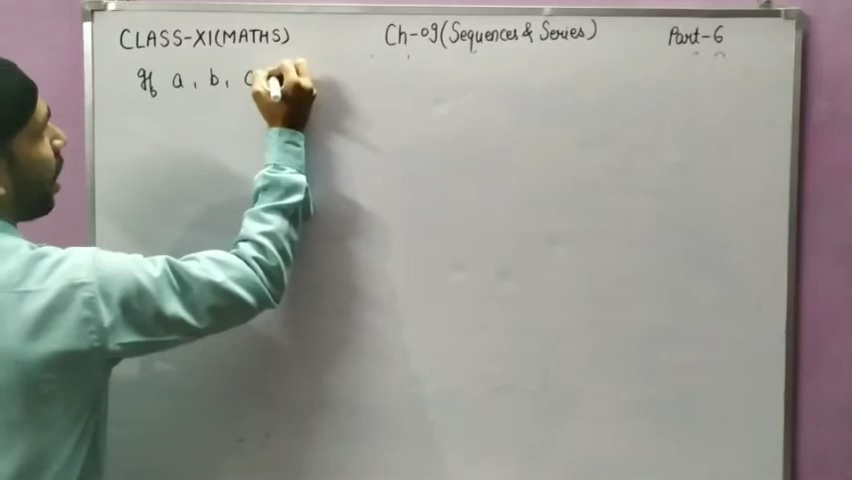 CLASS-XI(MATHS) Ch-09(Sequences & Series) Part-6
If a, b, c